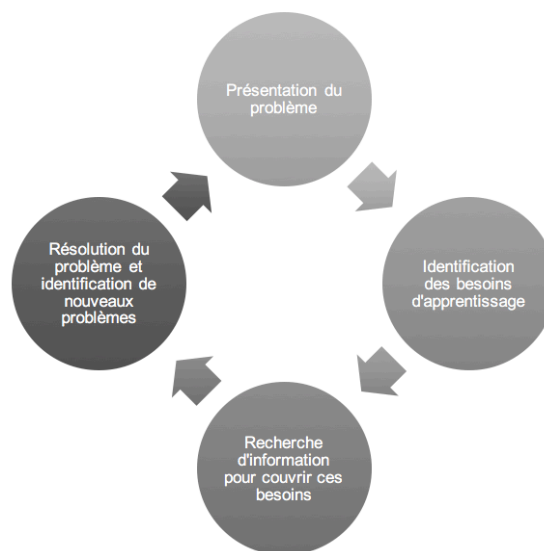 Présentation du
problème
Identification
des besoins
d'apprentissage
Recherche
d'information
pour couvrir ces
besoins
Résolution du
problème et
identification de
nouveaux
problèmes